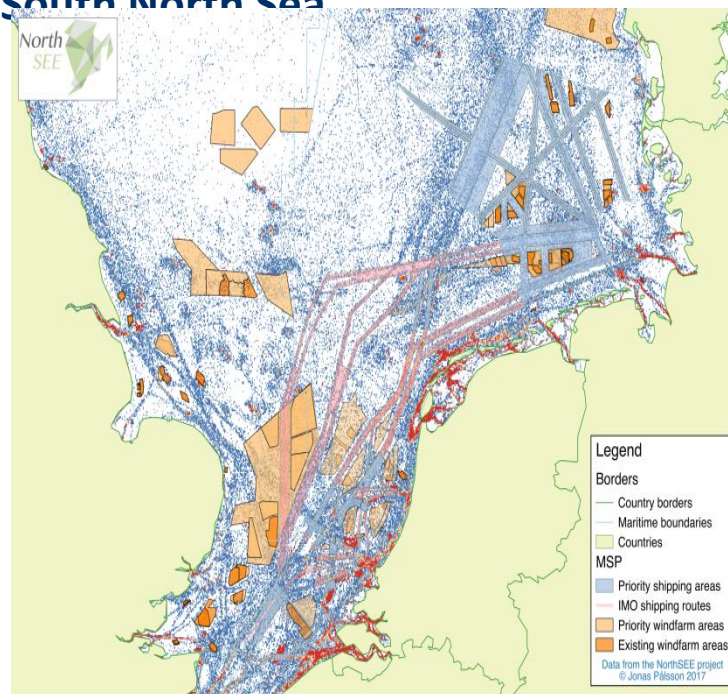 South North Sea
North
SEE
Legend
Borders
Country borders
Maritime boundaries
Countries
MSP
Priority shipping areas
IMO shipping routes
Priority windfarm areas
Existing windfarm areas
Data from the NorthSEE project
© Jonas Pålsson 2017